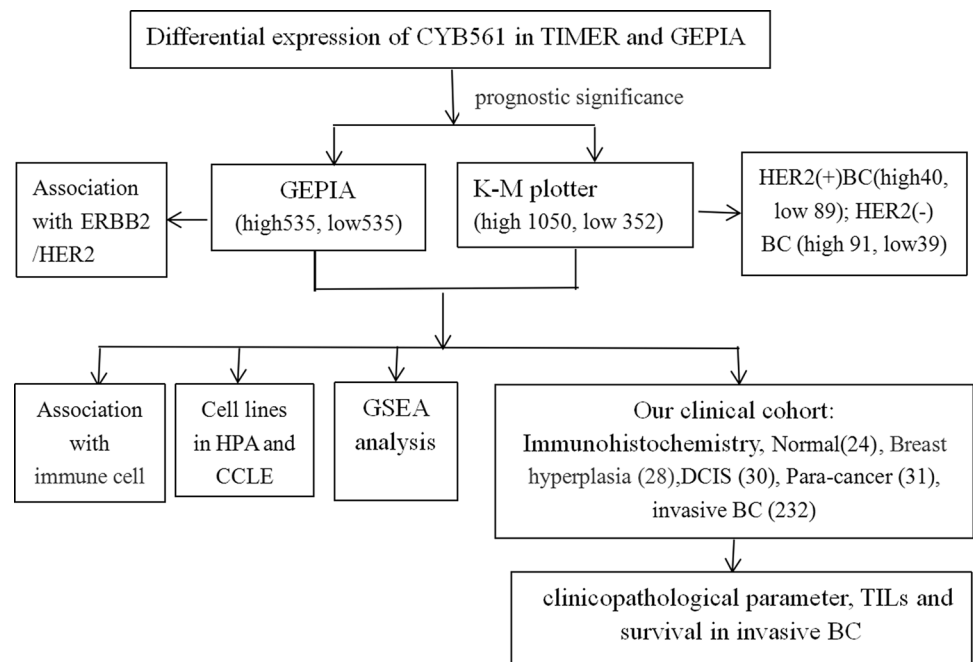 Differential expression of CYB561 in TIMER and GEPIA
prognostic significance
Association
with ERBB2
/HER2
GEPIA
(high535, low535)
K-M plotter
(high 1050, low 352)
HER2(+)BC(high40,
low 89); HER2(-)
BC (high 91, low39)
Association
with
immune cell
Cell lines
in HPA and
CCLE
GSEA
analysis
Our clinical cohort:
Immunohistochemistry, Normal(24), Breast
hyperplasia (28),DCIS (30), Para-cancer (31),
invasive BC (232)
clinicopathological parameter, TILs and
survival in invasive BC